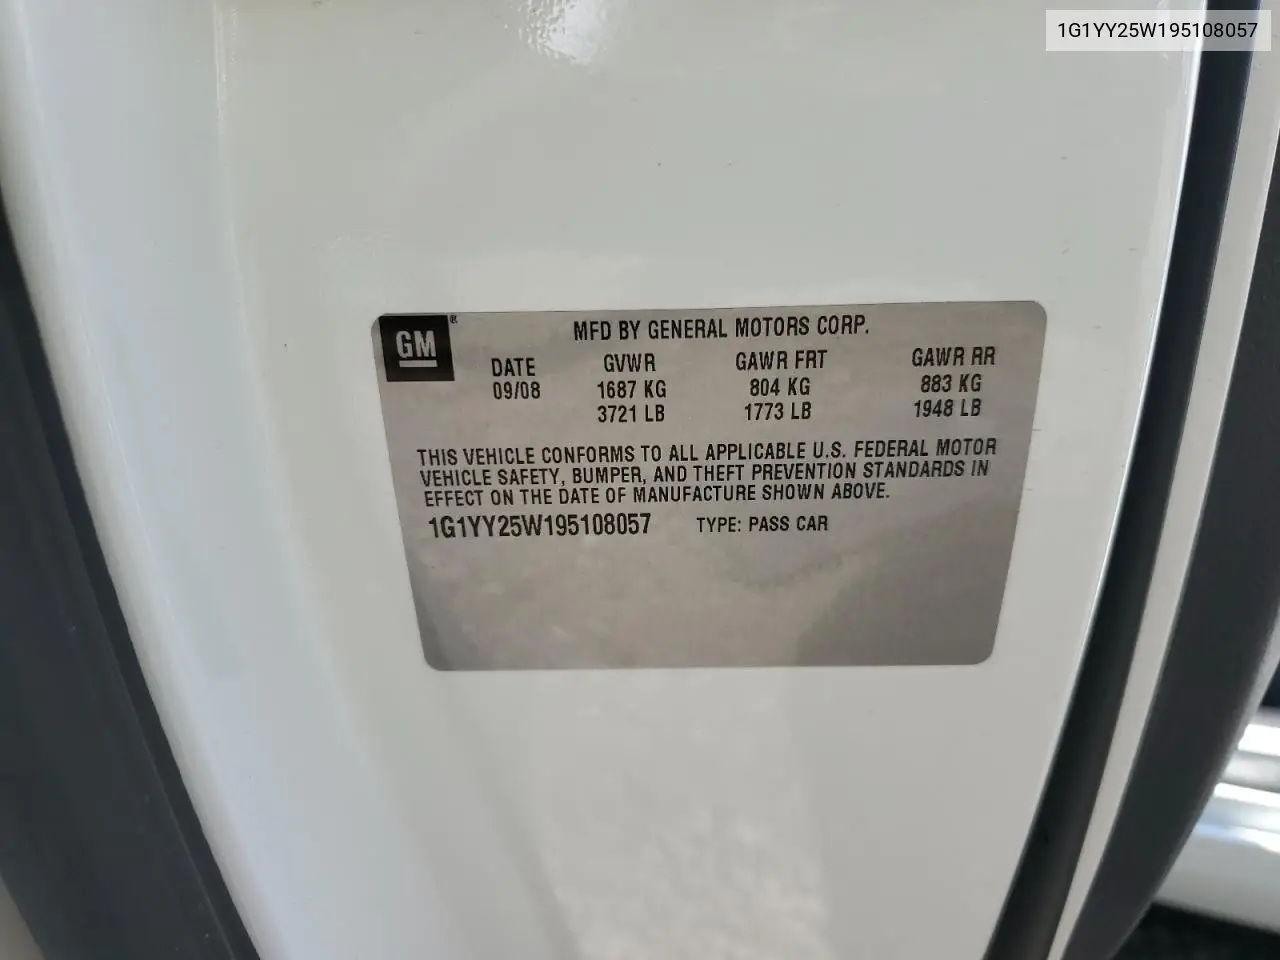 1G1YY25W195108057
GM®
MFD BY GENERAL MOTORS CORP.
DATE GVWR GAWR FRT GAWR RR
09/08 1687 KG 804 KG 883 KG
3721 LB 1773 LB 1948 LB
THIS VEHICLE CONFORMS TO ALL APPLICABLE U.S. FEDERAL MOTOR
VEHICLE SAFETY, BUMPER, AND THEFT PREVENTION STANDARDS IN
EFFECT ON THE DATE OF MANUFACTURE SHOWN ABOVE.
1G1YY25W195108057 TYPE: PASS CAR